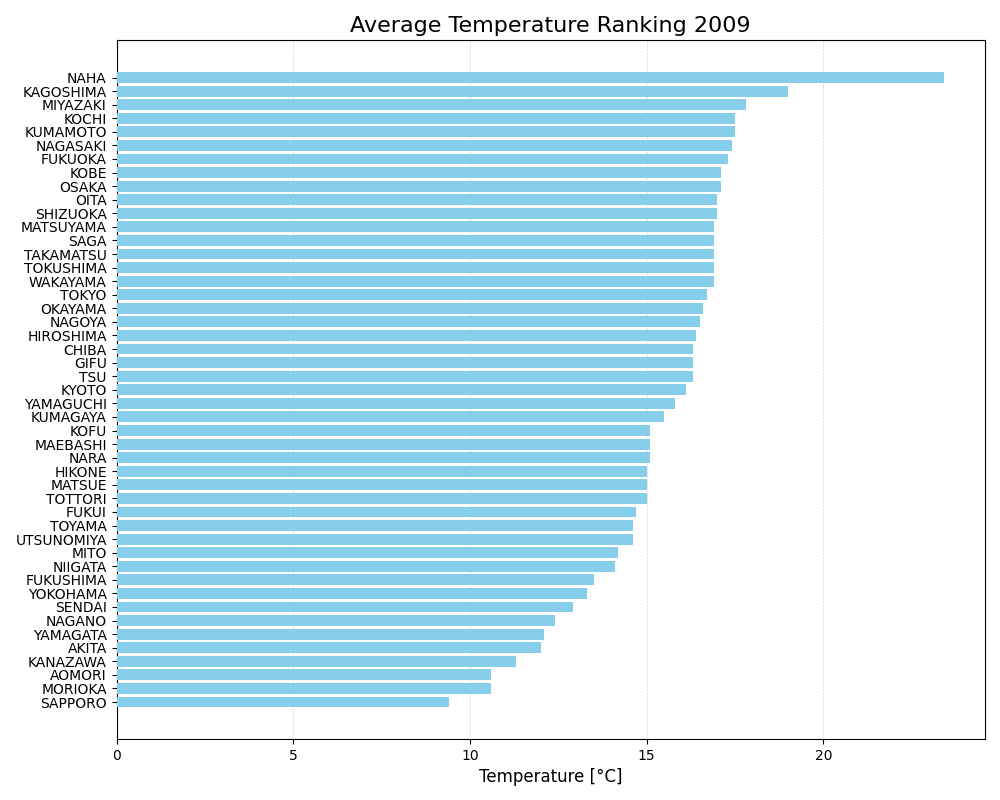 Average Temperature Ranking 2009
NAHA
KAGOSHIMA
MIYAZAKI
KOCHI
KUMAMOTO
NAGASAKI
FUKUOKA
KOBE
OSAKA
OITA
SHIZUOKA
MATSUYAMA
SAGA
TAKAMATSU
TOKUSHIMA
WAKAYAMA
TOKYO
OKAYAMA
NAGOYA
HIROSHIMA
CHIBA
GIFU
TSU
KYOTO
YAMAGUCHI
KUMAGAYA
KOFU
MAEBASHI
NARA
HIKONE
MATSUE
TOTTORI
FUKUI
TOYAMA
UTSUNOMIYA
MITO
NIIGATA
FUKUSHIMA
YOKOHAMA
SENDAI
NAGANO
YAMAGATA
AKITA
KANAZAWA
AOMORI
MORIOKA
SAPPORO
0 5 10 15 20
Temperature [°C]